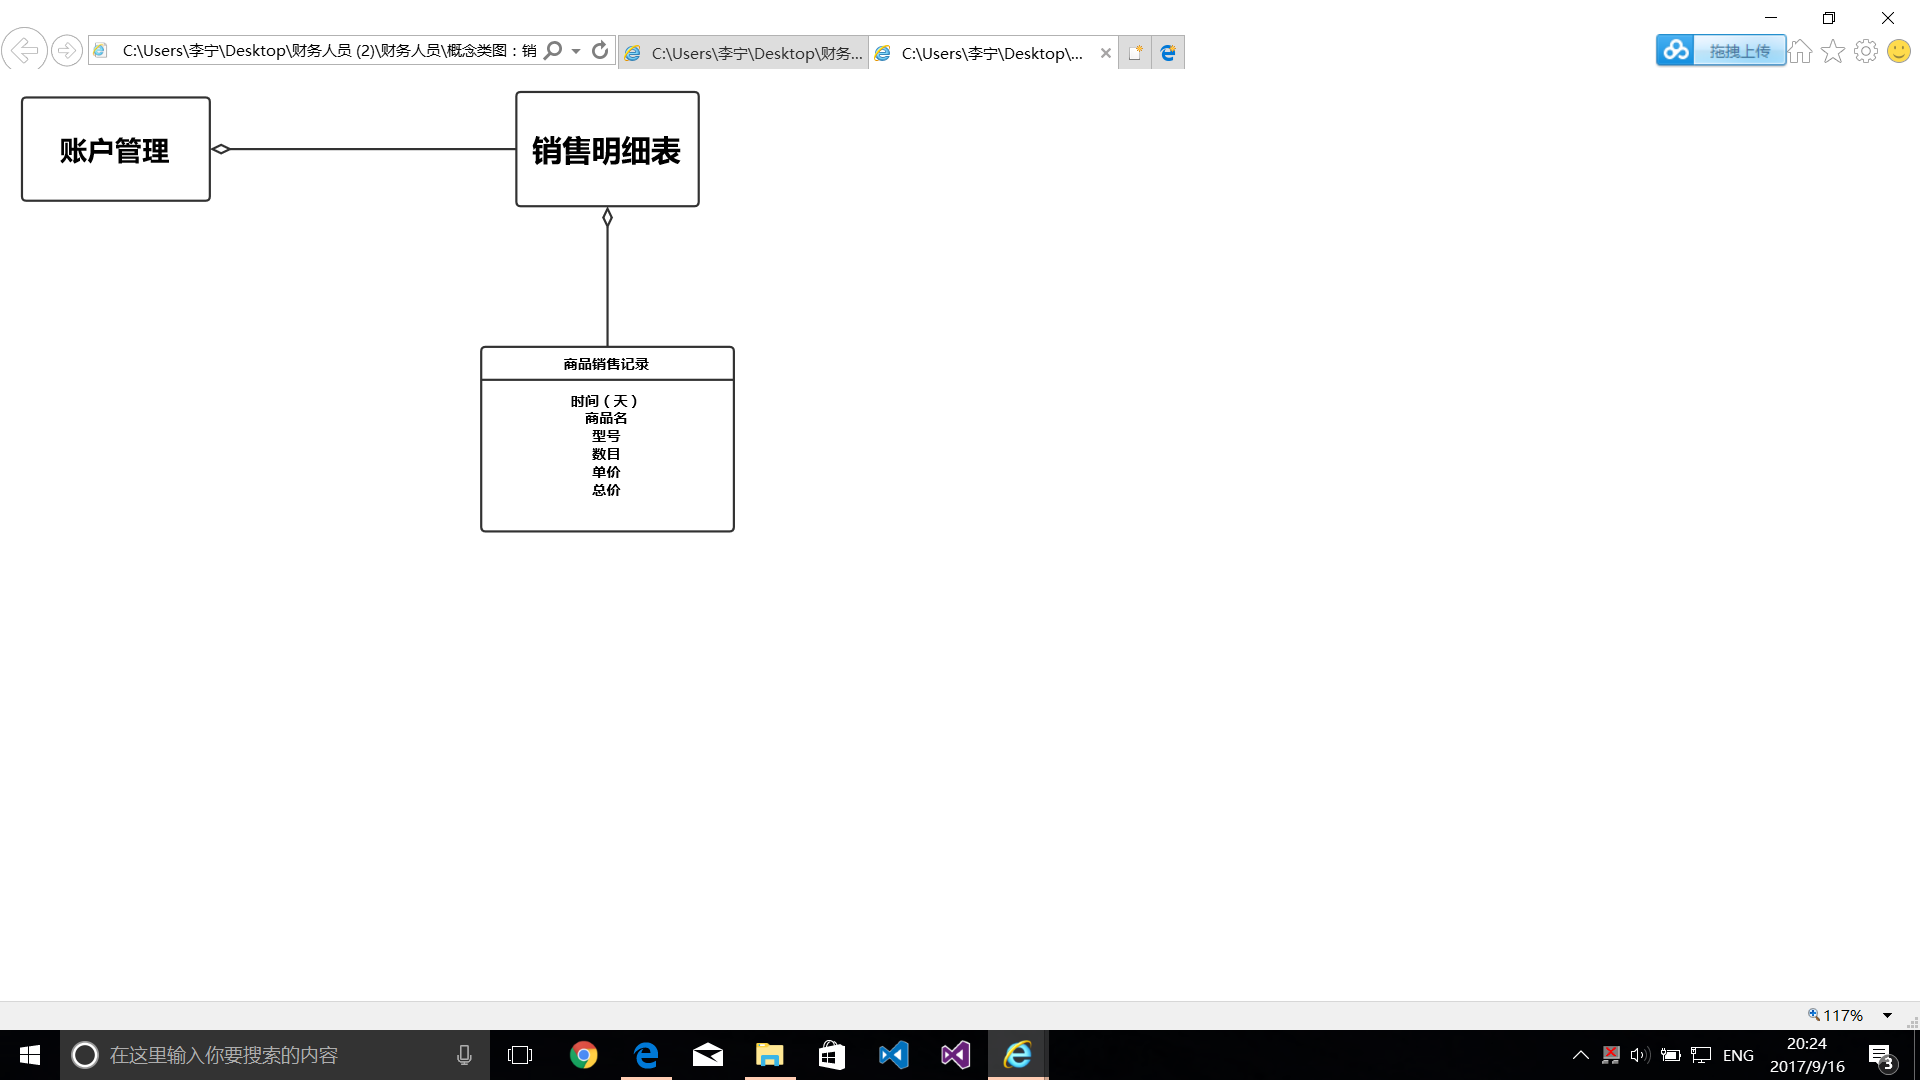 C:\Users\李宁\Desktop\财务人员 (2)\财务人员\概念类图：销
C:\Users\李宁\Desktop\财务...
C:\Users\李宁\Desktop\...
拖拽上传
账户管理
销售明细表
商品销售记录
时间（天）
商品名
型号
数目
单价
总价
117%
在这里输入你要搜索的内容
ENG
20:24
2017/9/16
3